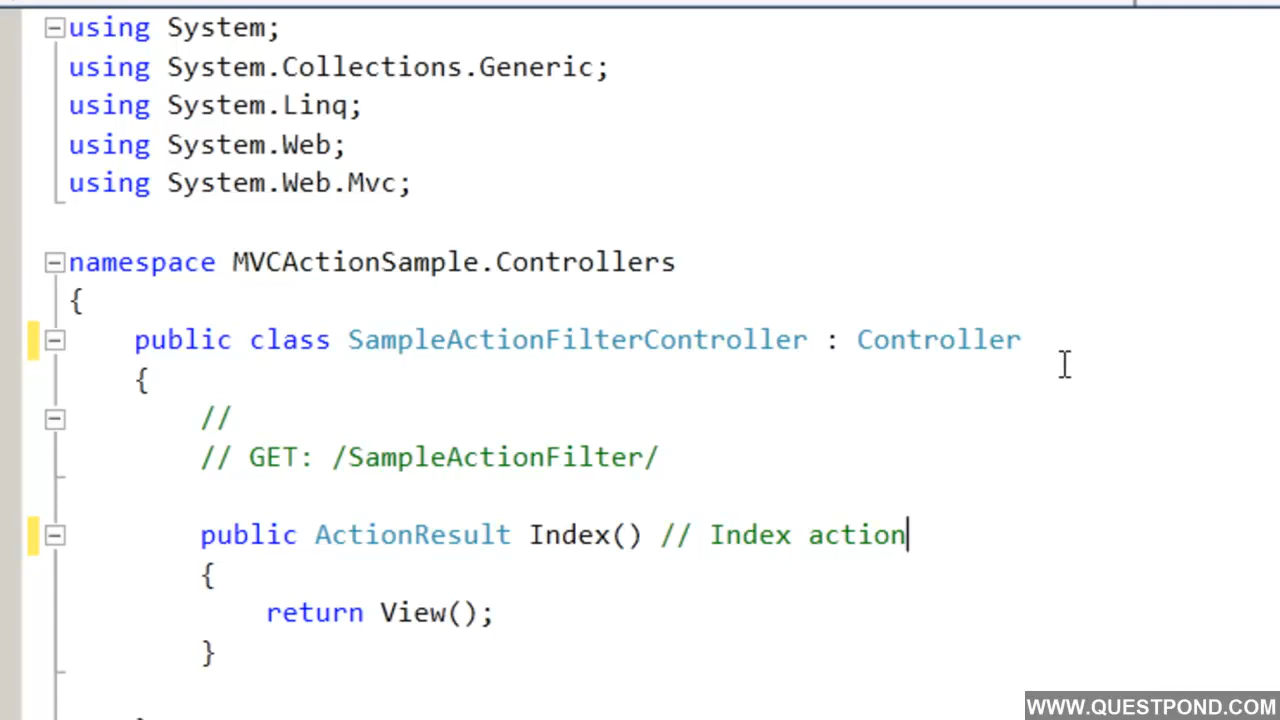 using System;
using System.Collections.Generic;
using System.Linq;
using System.Web;
using System.Web.Mvc;
namespace MVCActionSample.Controllers
{
public class SampleActionFilterController : Controller
{
//
// GET: /SampleActionFilter/
public ActionResult Index() // Index action
{
return View();
}
WWW.QUESTPOND.COM